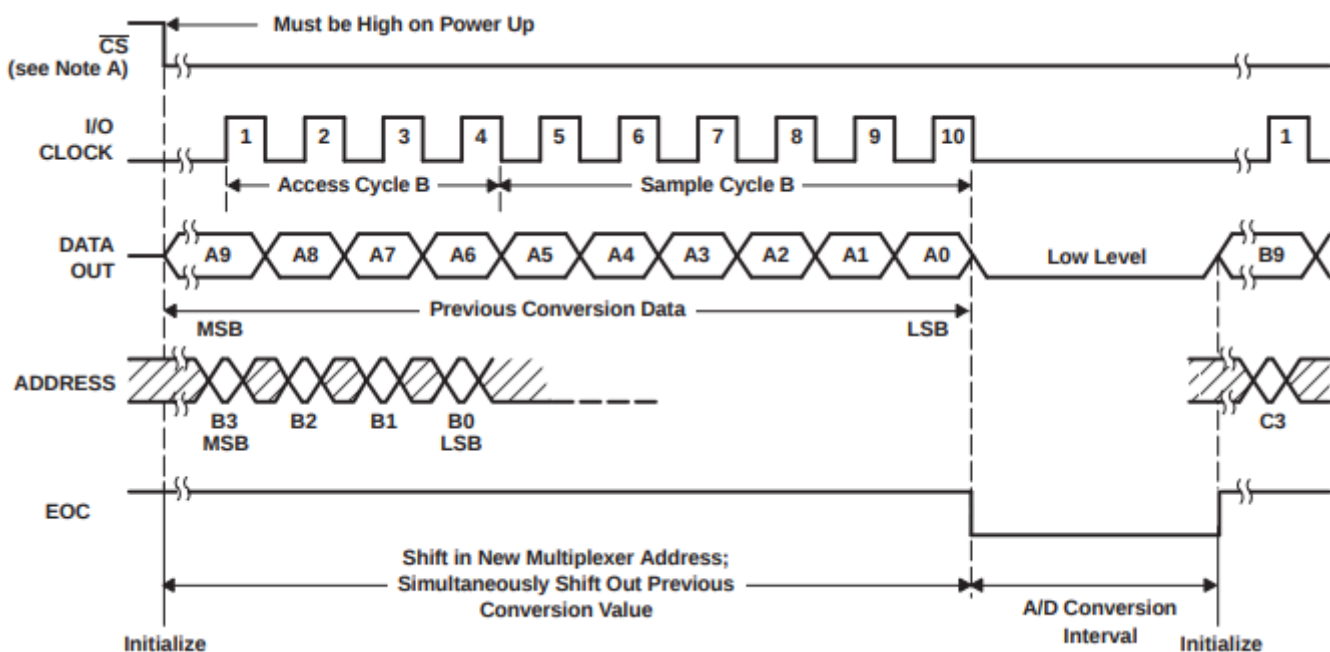 Must be High on Power Up
CS
(see Note A)
I/O
CLOCK
1 2 3 4 5 6 7 8 9 10 1
Access Cycle B Sample Cycle B
DATA
OUT
A9 A8 A7 A6 A5 A4 A3 A2 A1 A0 Low Level B9
Previous Conversion Data
MSB LSB
ADDRESS
B3 B2 B1 B0 C3
MSB LSB
EOC
Shift in New Multiplexer Address;
Simultaneously Shift Out Previous
Conversion Value
A/D Conversion
Interval
Initialize Initialize